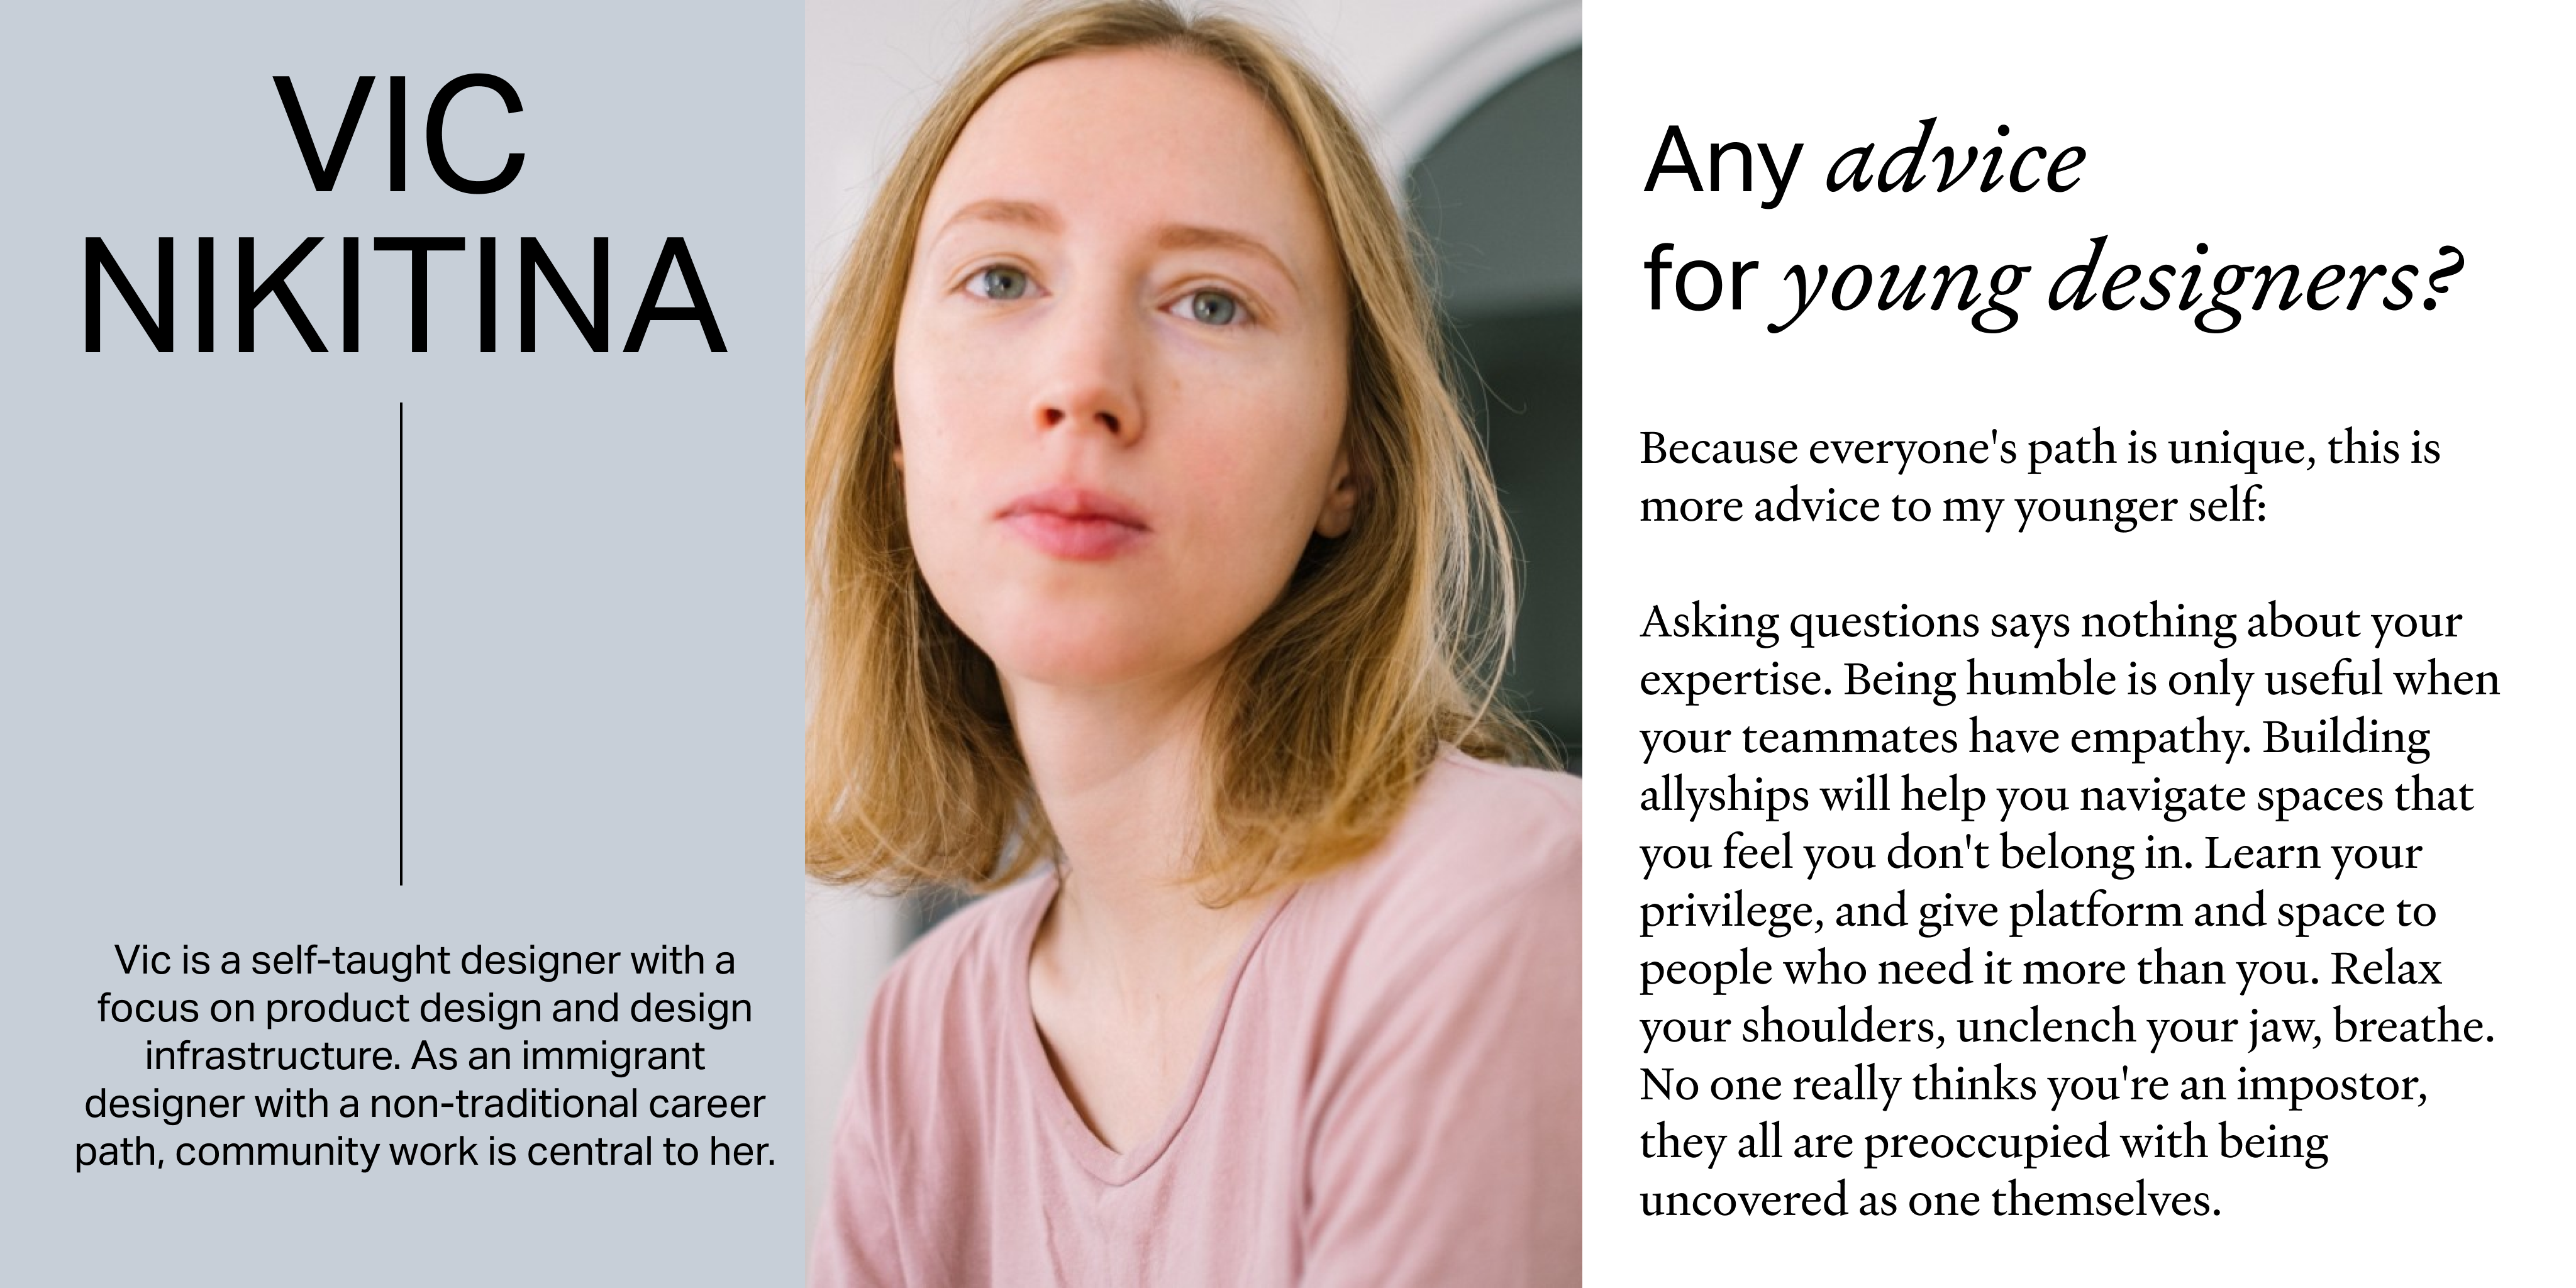 VIC
NIKITINA
Vic is a self-taught designer with a
focus on product design and design
infrastructure. As an immigrant
designer with a non-traditional career
path, community work is central to her.
Any advice
for young designers?
Because everyone's path is unique, this is
more advice to my younger self:
Asking questions says nothing about your
expertise. Being humble is only useful when
your teammates have empathy. Building
allyships will help you navigate spaces that
you feel you don't belong in. Learn your
privilege, and give platform and space to
people who need it more than you. Relax
your shoulders, unclench your jaw, breathe.
No one really thinks you're an impostor,
they all are preoccupied with being
uncovered as one themselves.